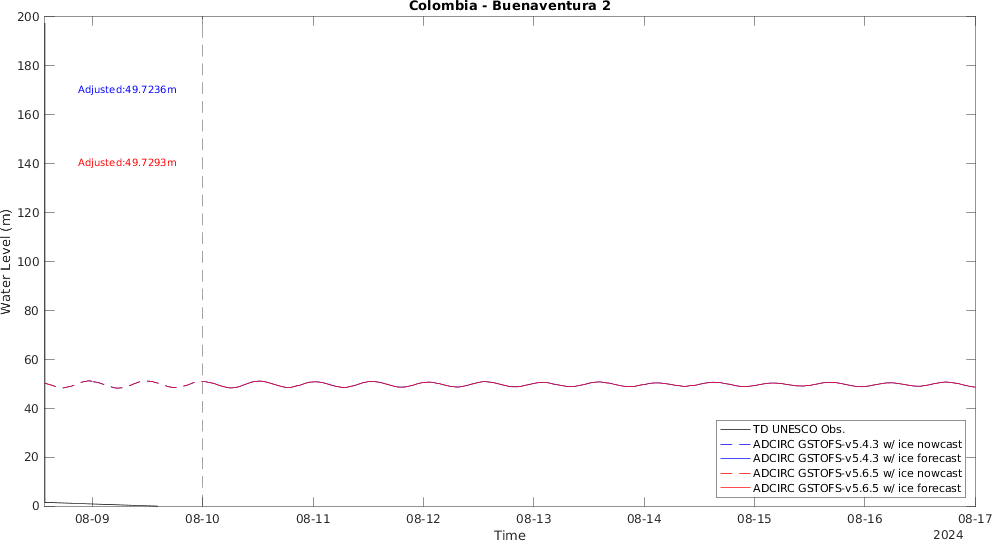 Colombia - Buenaventura 2
200
180
160
140
120
100
80
60
40
20
0
Water Level (m)
Adjusted:49.7236m
Adjusted:49.7293m
TD UNESCO Obs.
ADCIRC GSTOFS-v5.4.3 w/ ice nowcast
ADCIRC GSTOFS-v5.4.3 w/ ice forecast
ADCIRC GSTOFS-v5.6.5 w/ ice nowcast
ADCIRC GSTOFS-v5.6.5 w/ ice forecast
08-09 08-10 08-11 08-12 08-13 08-14 08-15 08-16 08-17
Time
2024